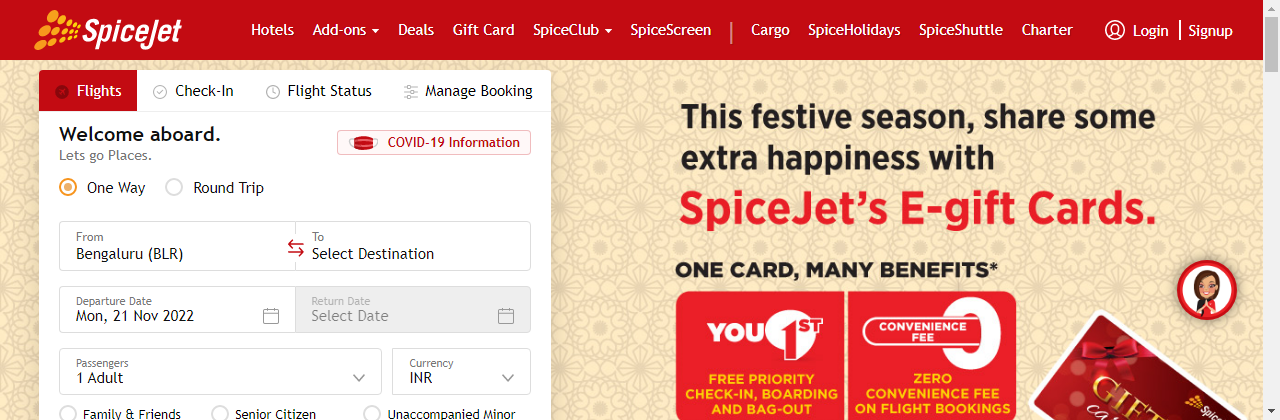 SpiceJet Hotels Add-ons Deals Gift Card SpiceClub SpiceScreen | Cargo SpiceHolidays SpiceShuttle Charter Login | Signup
Flights Check-In Flight Status Manage Booking
Welcome aboard.
Lets go Places.
COVID-19 Information
One Way Round Trip
From
Bengaluru (BLR)
To
Select Destination
Departure Date
Mon, 21 Nov 2022
Return Date
Select Date
Passengers
1 Adult
Currency
INR
Family & Friends Senior Citizen Unaccompanied Minor
This festive season, share some
extra happiness with
SpiceJet's E-gift Cards.
ONE CARD, MANY BENEFITS*
YOU 1ST
FREE PRIORITY
CHECK-IN, BOARDING
AND BAG-OUT
CONVENIENCE
FEE
0
ZERO
CONVENIENCE FEE
ON FLIGHT BOOKINGS
GIFT